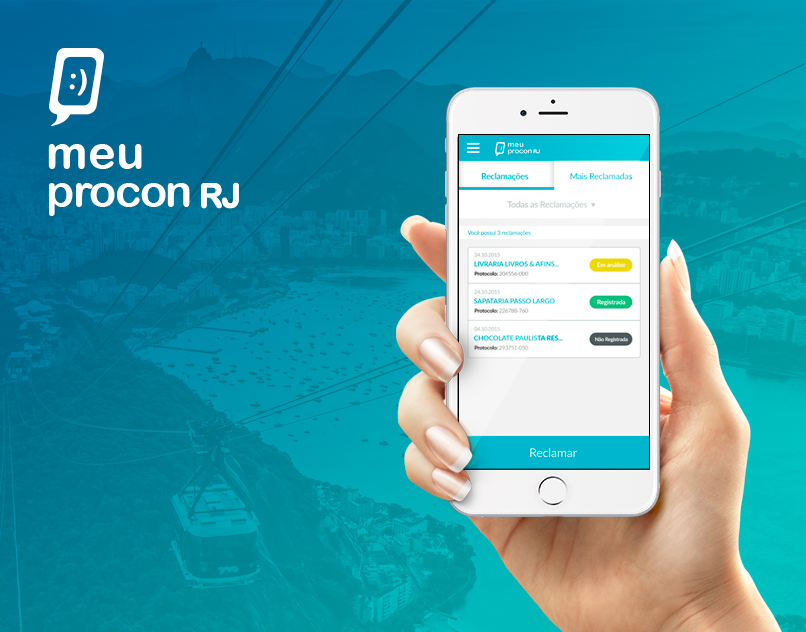 :)
meu
procon RJ
meu
procon RJ
Reclamações
Mais Reclamadas
Todas as Reclamações ▼
Você possui 3 reclamações
24.10.2015
LIVRARIA LIVROS & AFINS...
Protocolo: 204556-000
Em análise
24.10.2015
SAPATARIA PASSO LARGO
Protocolo: 226788-760
Registrada
04.10.2015
CHOCOLATE PAULISTA RES...
Protocolo: 293751-050
Não Registrada
Reclamar